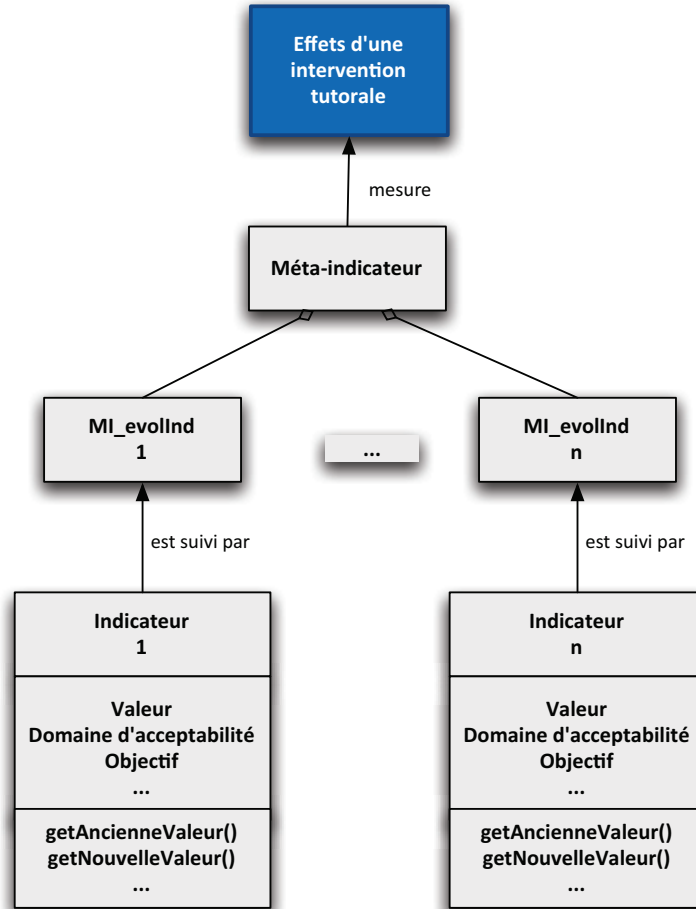 Effets d'une
intervention
tutorale
mesure
Méta-indicateur
MI_evolInd
1
...
MI_evolInd
n
est suivi par
est suivi par
Indicateur
1
Valeur
Domaine d'acceptabilité
Objectif
...
getAncienneValeur()
getNouvelleValeur()
...
Indicateur
n
Valeur
Domaine d'acceptabilité
Objectif
...
getAncienneValeur()
getNouvelleValeur()
...